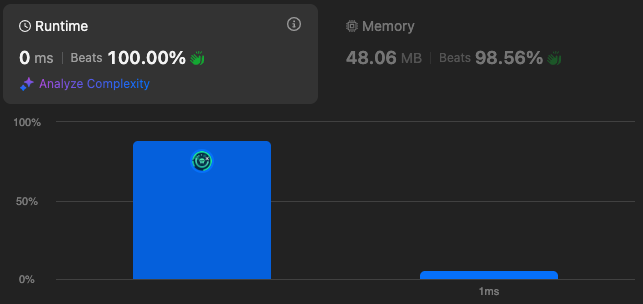 Runtime
0 ms | Beats 100.00%
Analyze Complexity
Memory
48.06 MB | Beats 98.56%
100%
50%
0%
1ms